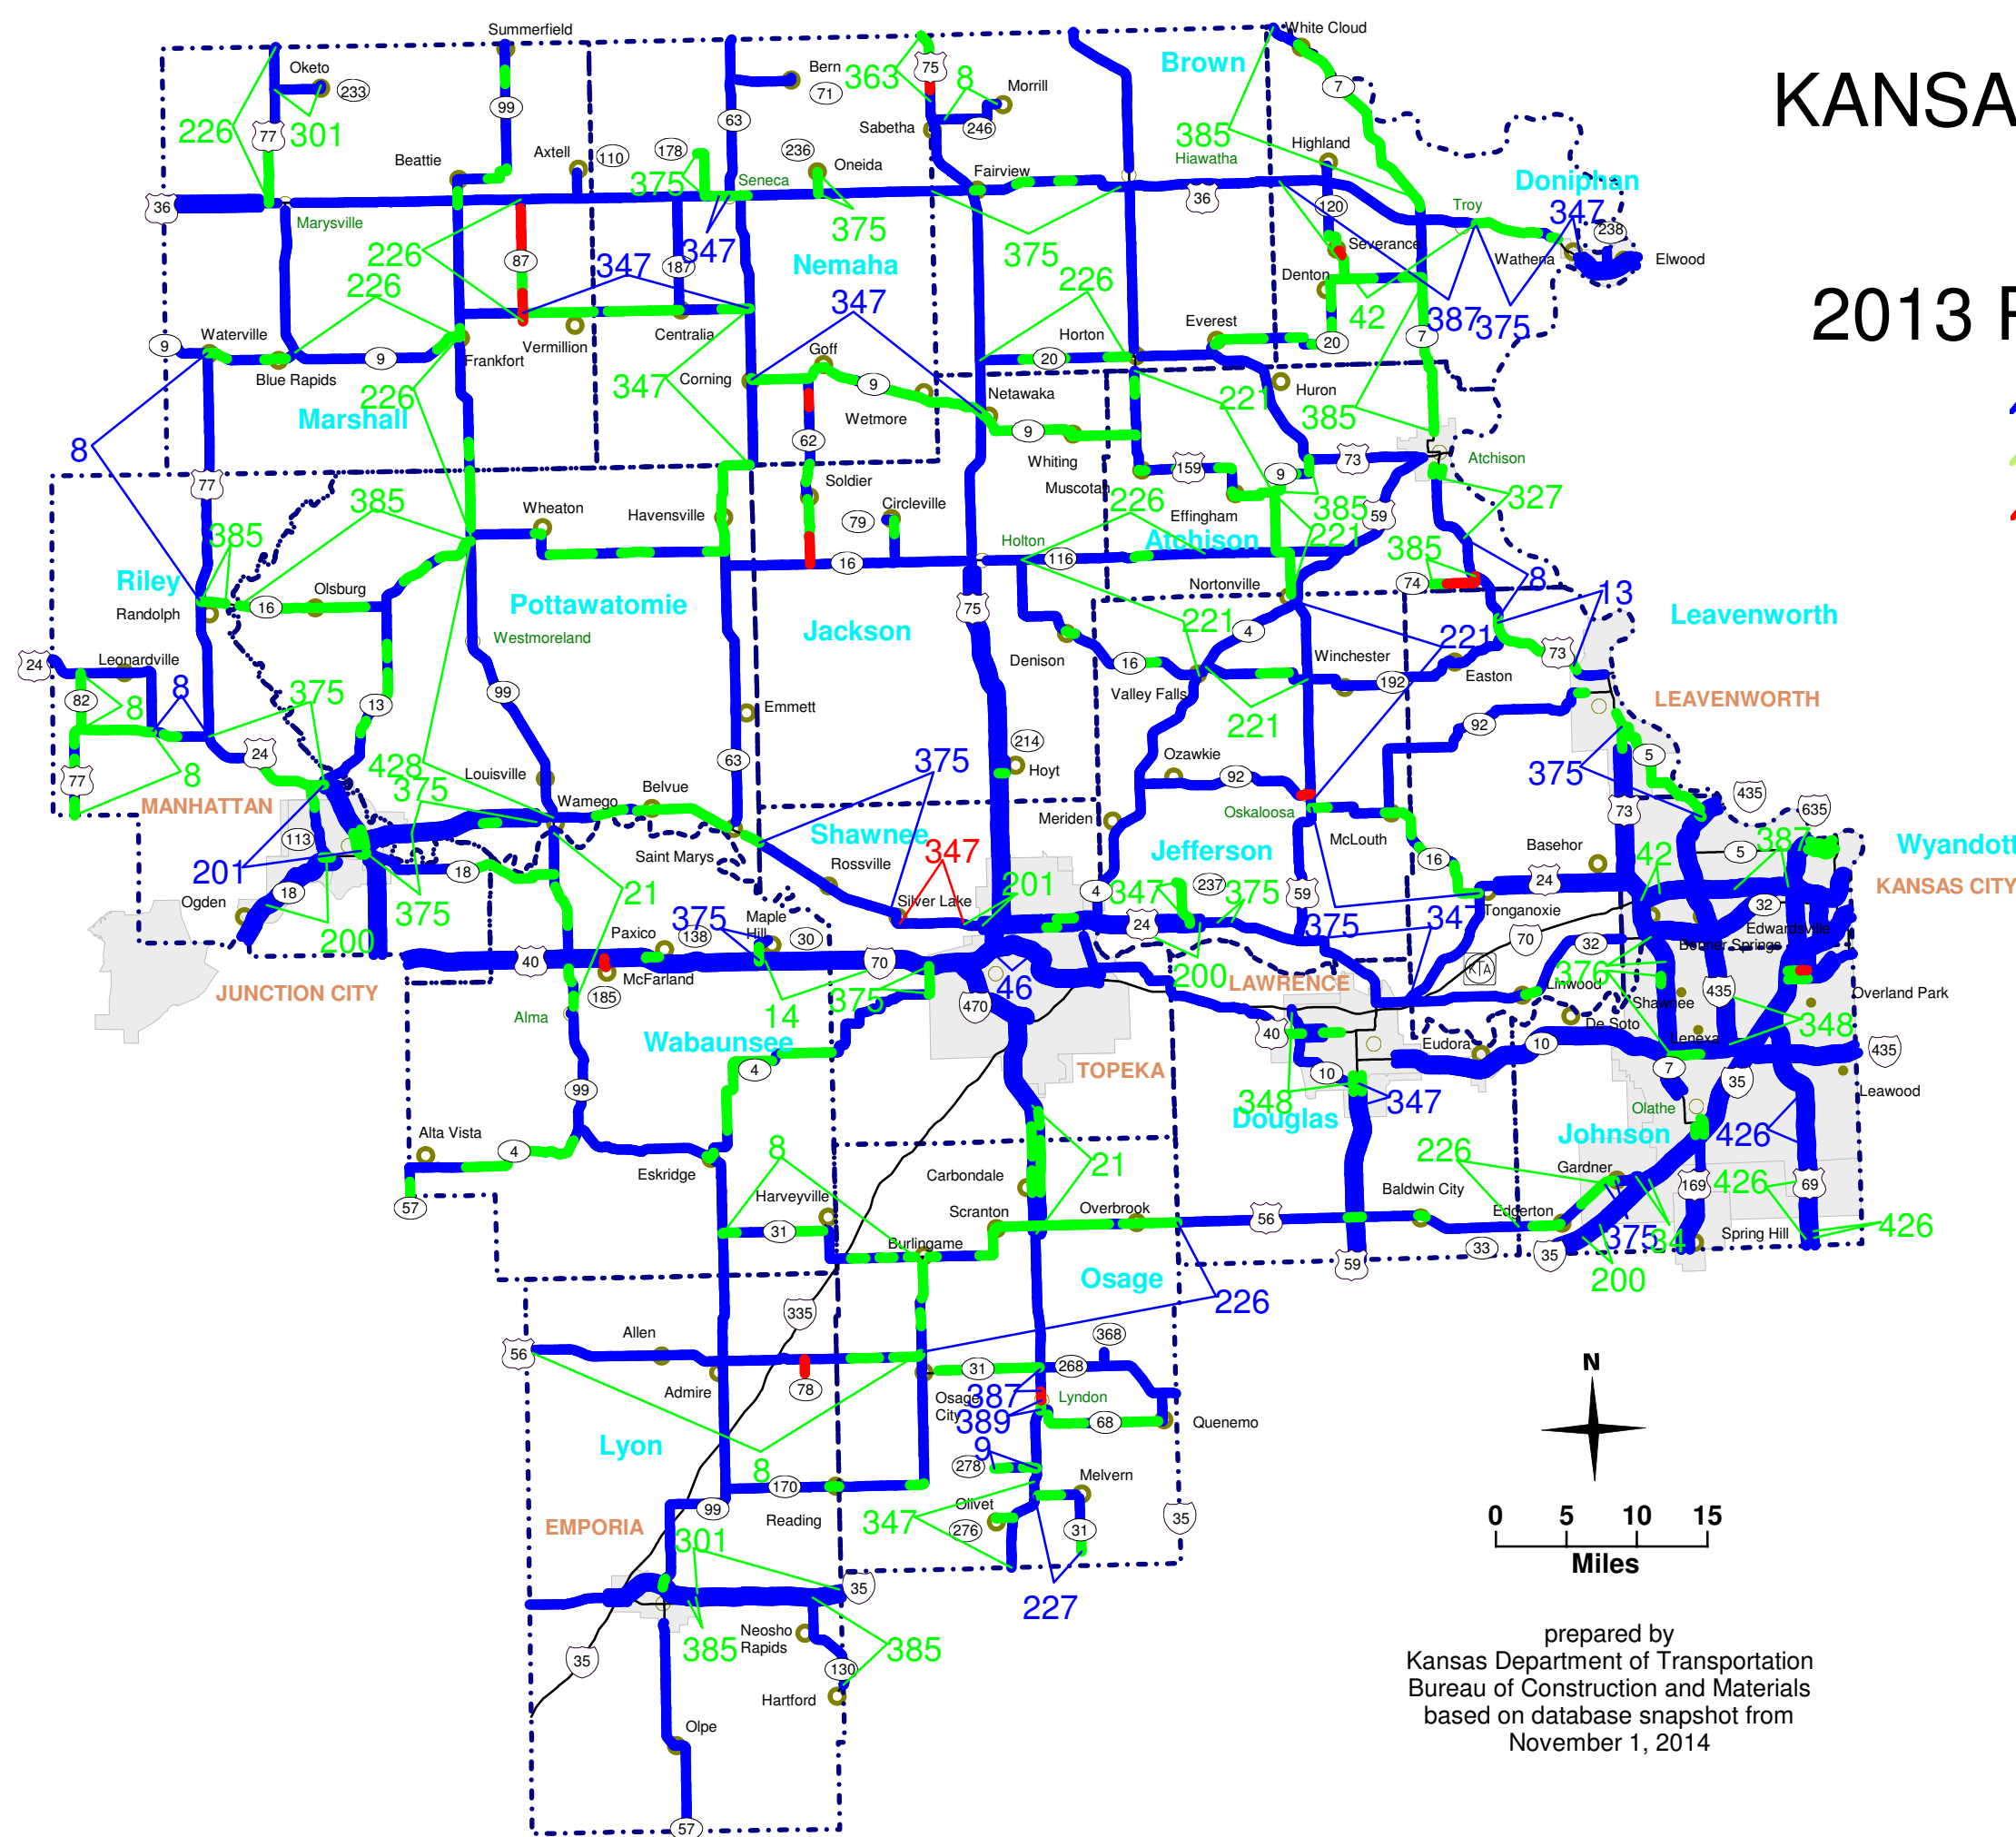 KANSA
2013
Summerfield
White Cloud
Oketo
233
Bern
71
363
75
8
Morrill
Brown
7
99
77
226
301
63
Sabetha
246
385
Hiawatha
Highland
Beattie
Axtell
110
178
236
Oneida
375
Seneca
Fairview
Doniphan
36
Marysville
375
36
120
Troy
347
238
226
87
347
187
347
Nemaha
375
Severance
Wathena
Elwood
226
226
347
Denton
42
387
375
9
Waterville
Blue Rapids
9
Frankfort
Vermillion
Centralia
Goff
Horton
20
Everest
20
7
226
347
Corning
9
Wetmore
Netawaka
221
Huron
385
Marshall
8
62
9
Whiting
73
Atchison
77
Soldier
Muscotah
159
9
385
327
385
385
Wheaton
Havensville
79
Circleville
226
Effingham
221
59
Holton
116
Atchison
385
Riley
16
Olsburg
16
Nortonville
74
8
13
Randolph
Pottawatomie
75
Leavenworth
Westmoreland
Jackson
221
4
221
73
24
Leonardville
Denison
16
Winchester
Easton
82
8
8
375
13
99
Valley Falls
192
LEAVENWORTH
Emmett
221
92
24
375
214
Hoyt
Ozawkie
92
5
77
8
428
375
Louisville
Belvue
63
375
435
635
MANHATTAN
Wamego
Meriden
Oskaloosa
73
113
Saint Marys
Shawnee
347
Jefferson
McLouth
Basehor
42
5
387
Wyandott
201
18
Rossville
16
KANSAS CITY
Ogden
18
21
Silver Lake
201
4
347
237
375
59
24
32
375
375
Maple
Hill
24
375
347
Tonganoxie
Edwardsville
200
Paxico
138
30
70
32
Bonner Springs
40
70
200
KTA
376
JUNCTION CITY
McFarland
375
46
LAWRENCE
Linwood
Shawnee
435
Overland Park
185
14
470
De Soto
348
Alma
Wabaunsee
40
Eudora
10
Lenexa
435
4
TOPEKA
10
7
35
99
348
347
Olathe
Leawood
Douglas
Alta Vista
4
8
226
Johnson
426
Eskridge
Carbondale
21
Gardner
57
Harveyville
Baldwin City
169
426
69
31
Scranton
Overbrook
56
Edgerton
426
Burlingame
33
375
34
Spring Hill
59
35
200
Osage
335
226
Allen
368
56
31
268
N
Admire
78
Osage
City
387
389
Lyndon
68
Quenemo
Lyon
9
8
278
Melvern
170
99
Reading
347
Olivet
276
31
35
0 5 10 15
Miles
EMPORIA
301
35
227
385
Neosho
Rapids
385
35
130
Hartford
Olpe
57
prepared by
Kansas Department of Transportation
Bureau of Construction and Materials
based on database snapshot from
November 1, 2014